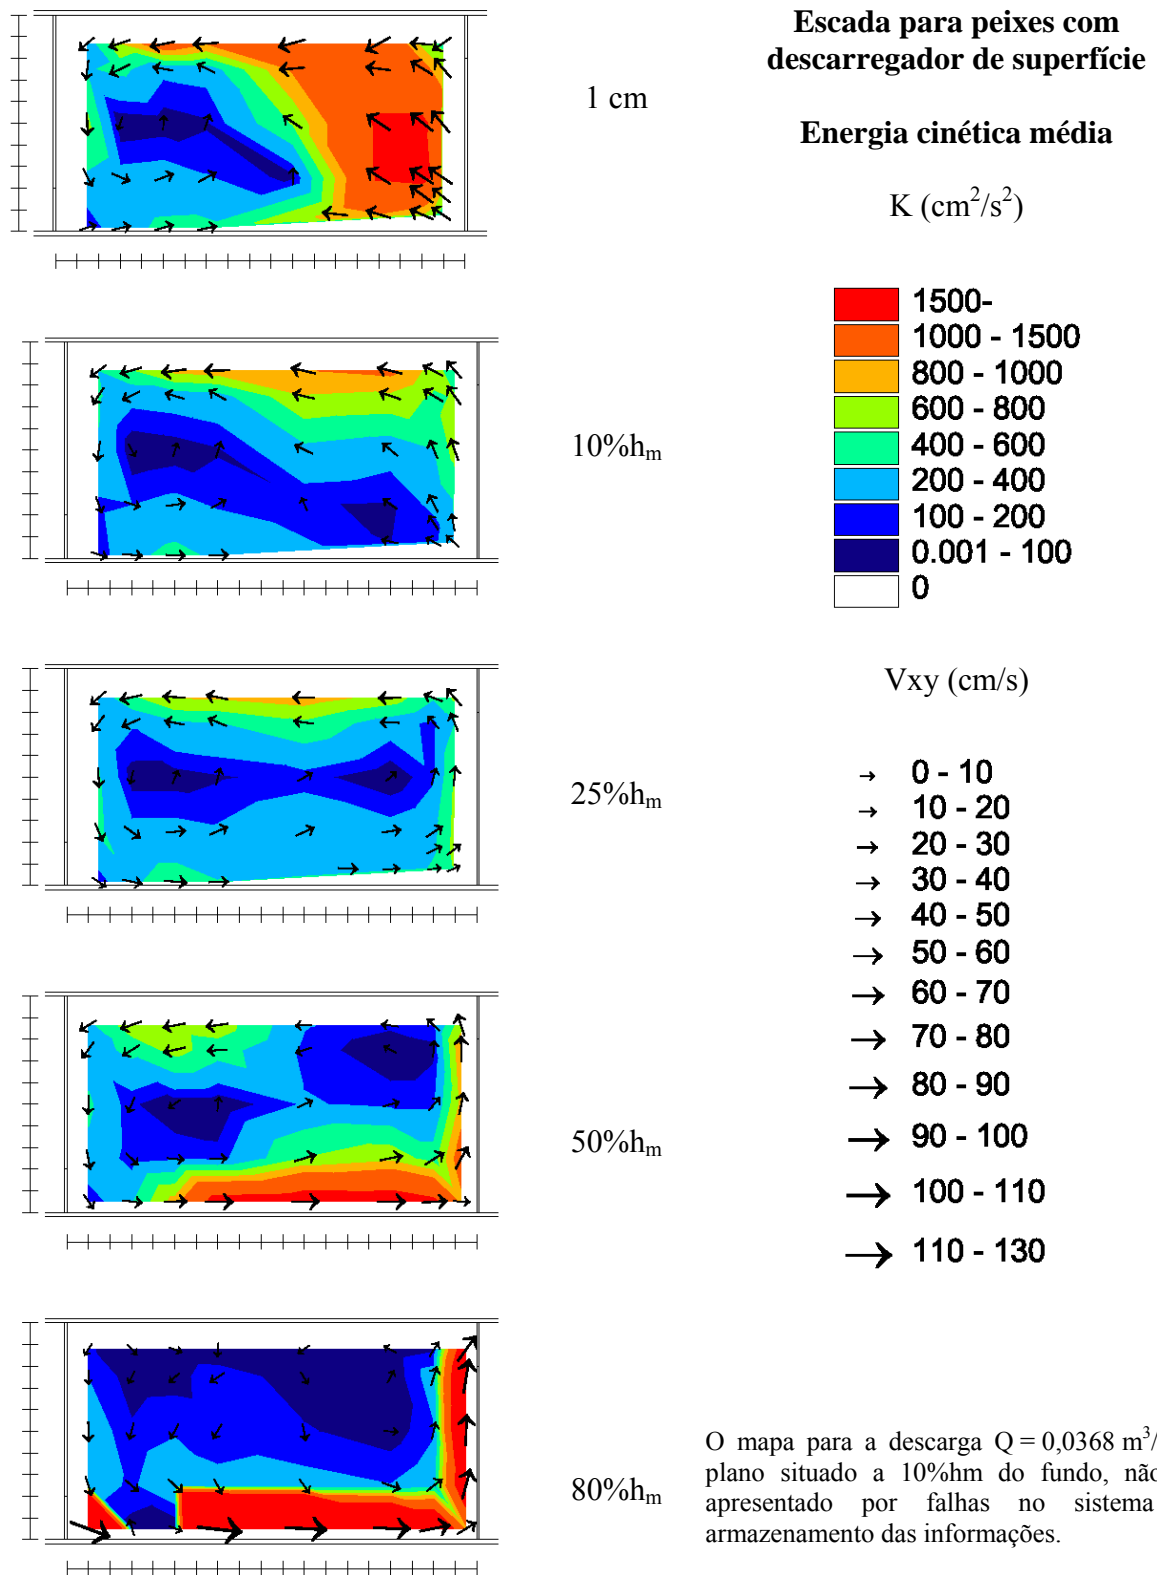 Escada para peixes com
descarregador de superfície
Energia cinética média
K (cm²/s²)
1500-
1000 - 1500
800 - 1000
600 - 800
400 - 600
200 - 400
100 - 200
0.001 - 100
0
Vxy (cm/s)
0 - 10
10 - 20
20 - 30
30 - 40
40 - 50
50 - 60
60 - 70
70 - 80
80 - 90
90 - 100
100 - 110
110 - 130
1 cm
10%hₘ
25%hₘ
50%hₘ
80%hₘ
O mapa para a descarga Q = 0,0368 m³/
plano situado a 10%hm do fundo, não
apresentado por falhas no sistema
armazenamento das informações.